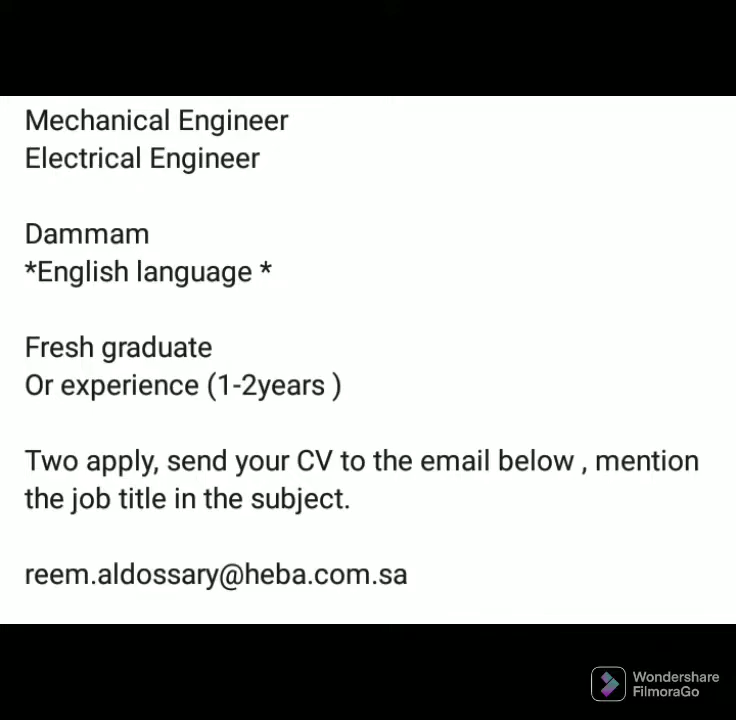 Mechanical Engineer
Electrical Engineer
Dammam
*English language *
Fresh graduate
Or experience (1-2years )
Two apply, send your CV to the email below , mention
the job title in the subject.
reem.aldossary@heba.com.sa
Wondershare
FilmoraGo